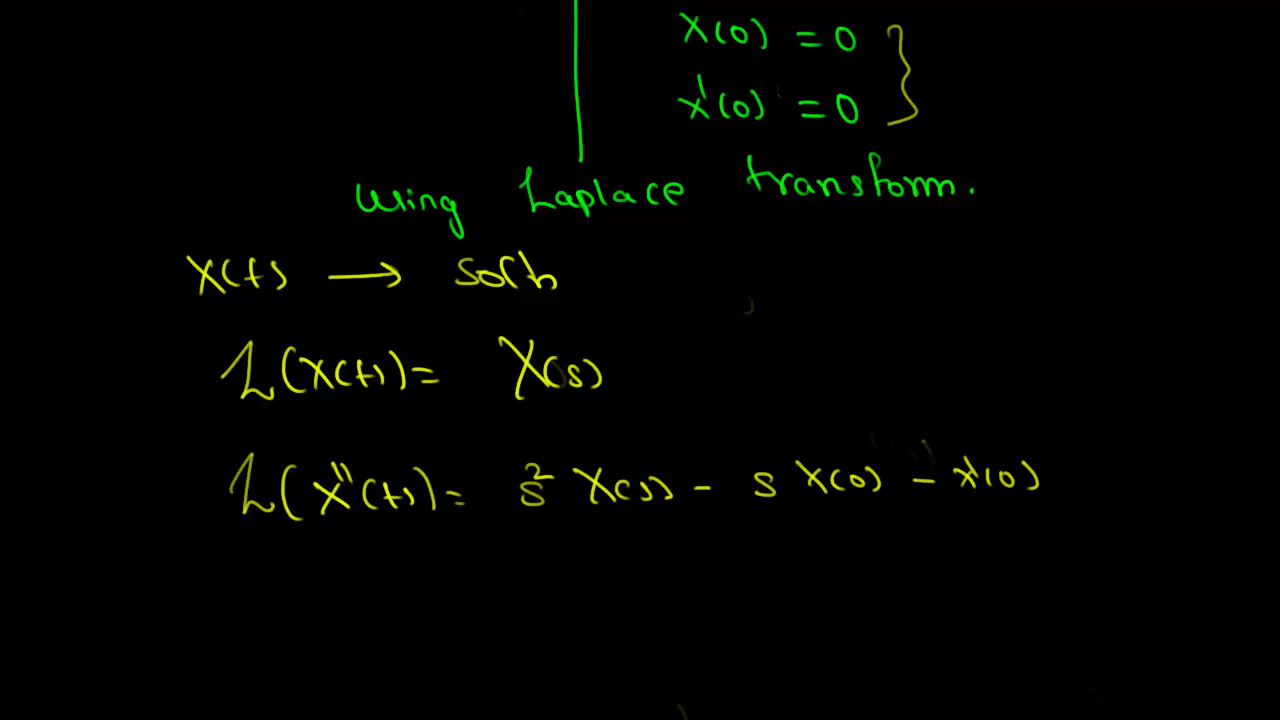 x(0) = 0
x'(0) = 0
using Laplace transform.
x(t) → soln
L(x(t)) = X(s)
L(x''(t)) = s² X(s) - s x(0) - x'(0)